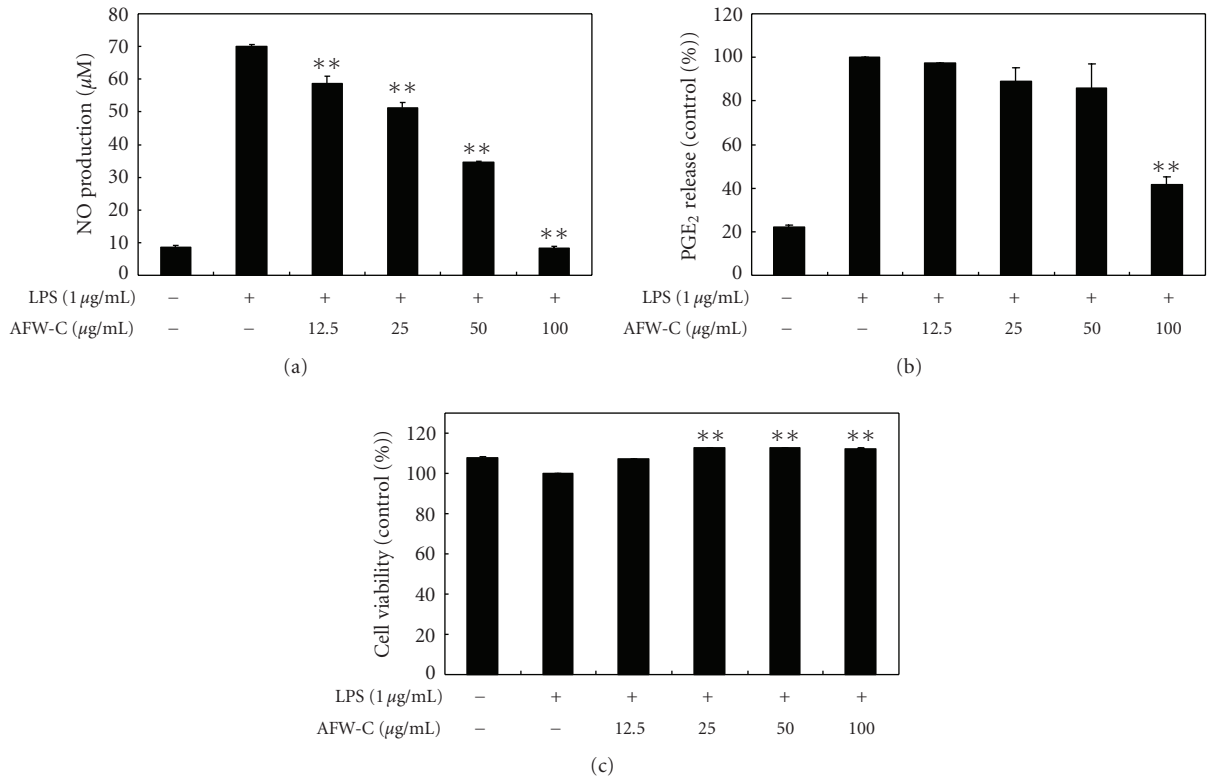 80
70
60
50
40
30
20
10
0
NO production (μM)
**
**
**
**
LPS (1 μg/mL) − + + + + +
AFW-C (μg/mL) − − 12.5 25 50 100
(a)
120
100
80
60
40
20
0
PGE2 release (control (%))
**
LPS (1 μg/mL) − + + + + +
AFW-C (μg/mL) − − 12.5 25 50 100
(b)
120
100
80
60
40
20
0
Cell viability (control (%))
** ** **
LPS (1 μg/mL) − + + + + +
AFW-C (μg/mL) − − 12.5 25 50 100
(c)